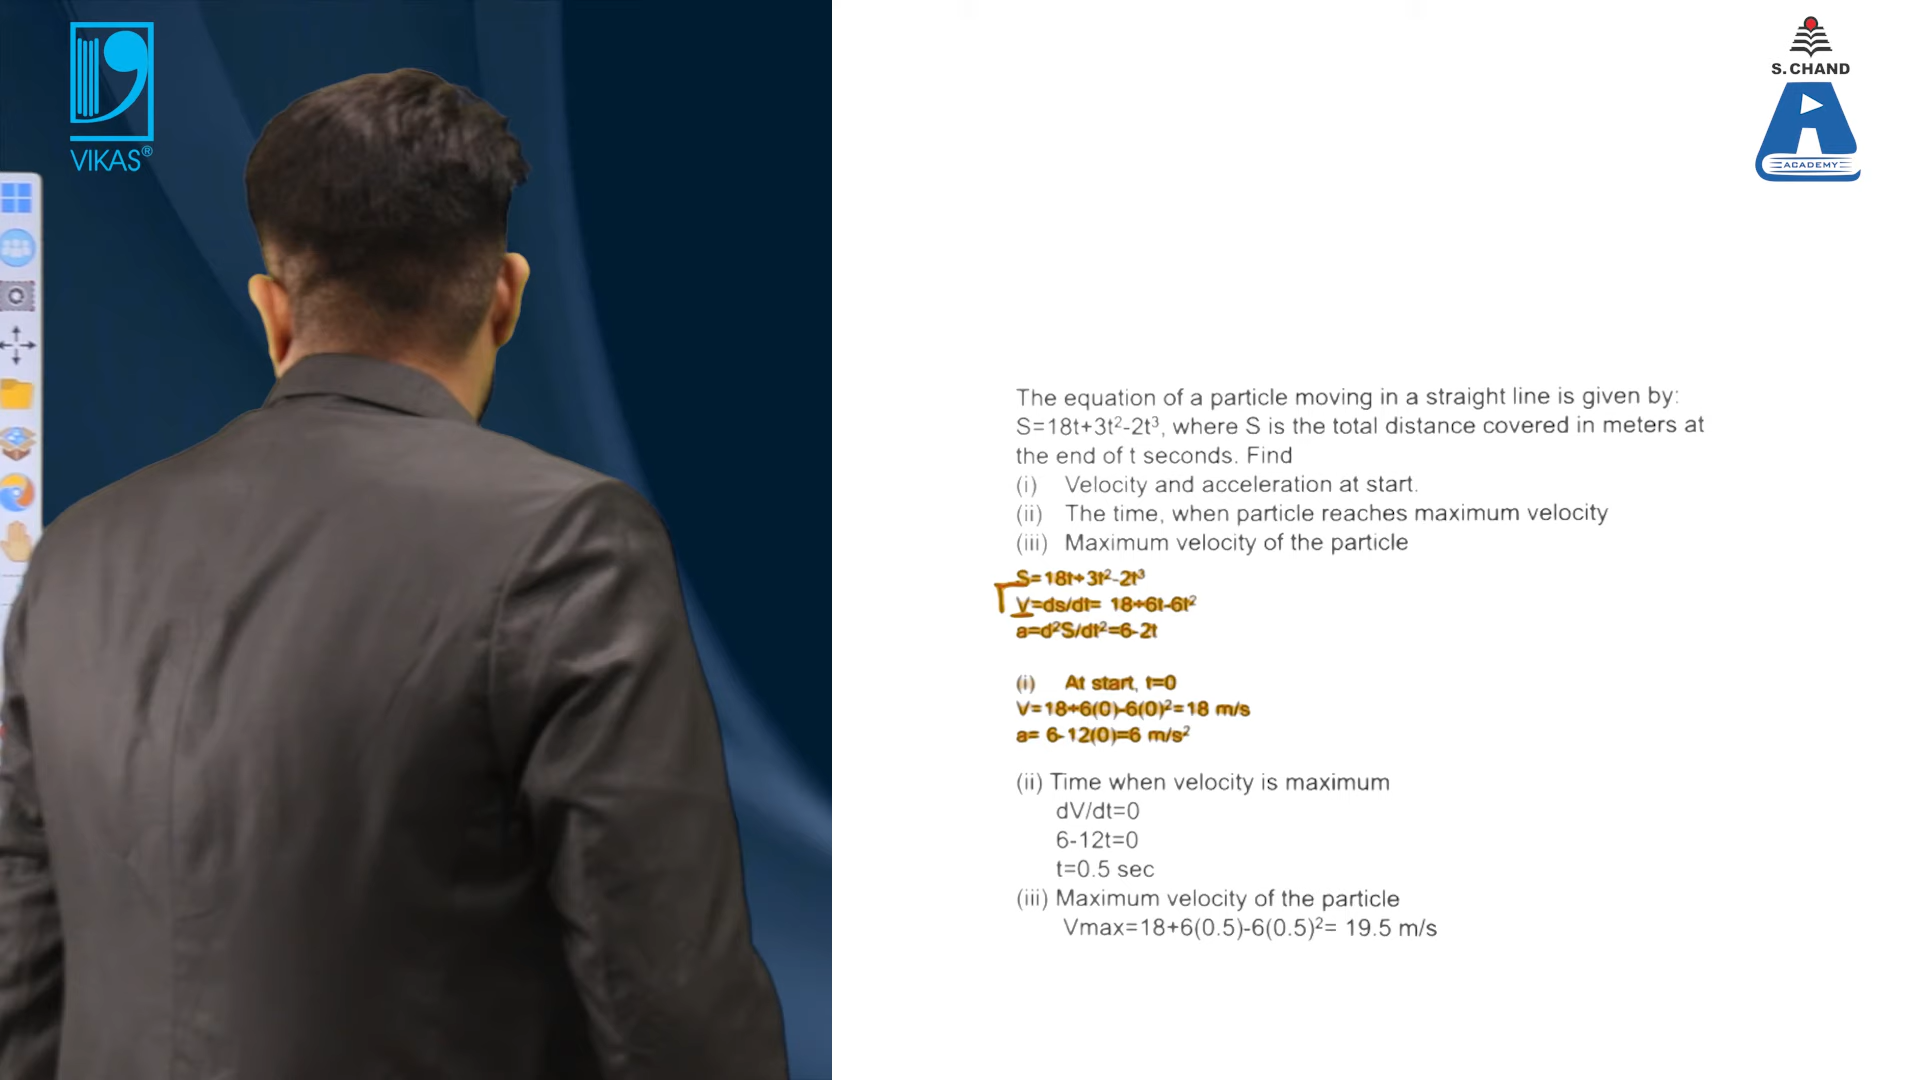 VIKAS®
S. CHAND
ACADEMY
The equation of a particle moving in a straight line is given by:
S=18t+3t²-2t³, where S is the total distance covered in meters at
the end of t seconds. Find
(i) Velocity and acceleration at start.
(ii) The time, when particle reaches maximum velocity
(iii) Maximum velocity of the particle
S=18t+3t²-2t³
V=ds/dt= 18+6t-6t²
a=d²S/dt²=6-2t
(i) At start, t=0
V=18+6(0)-6(0)²=18 m/s
a= 6-12(0)=6 m/s²
(ii) Time when velocity is maximum
dV/dt=0
6-12t=0
t=0.5 sec
(iii) Maximum velocity of the particle
Vmax=18+6(0.5)-6(0.5)²= 19.5 m/s